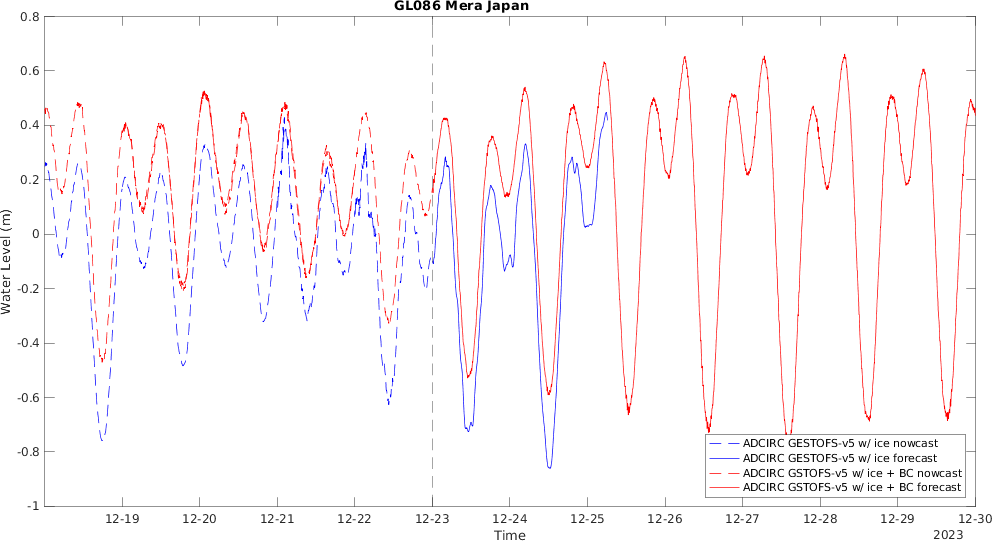 GL086 Mera Japan
Water Level (m)
0.8
0.6
0.4
0.2
0
-0.2
-0.4
-0.6
-0.8
-1
ADCIRC GESTOFS-v5 w/ ice nowcast
ADCIRC GESTOFS-v5 w/ ice forecast
ADCIRC GSTOFS-v5 w/ ice + BC nowcast
ADCIRC GSTOFS-v5 w/ ice + BC forecast
12-19 12-20 12-21 12-22 12-23 12-24 12-25 12-26 12-27 12-28 12-29 12-30
Time
2023